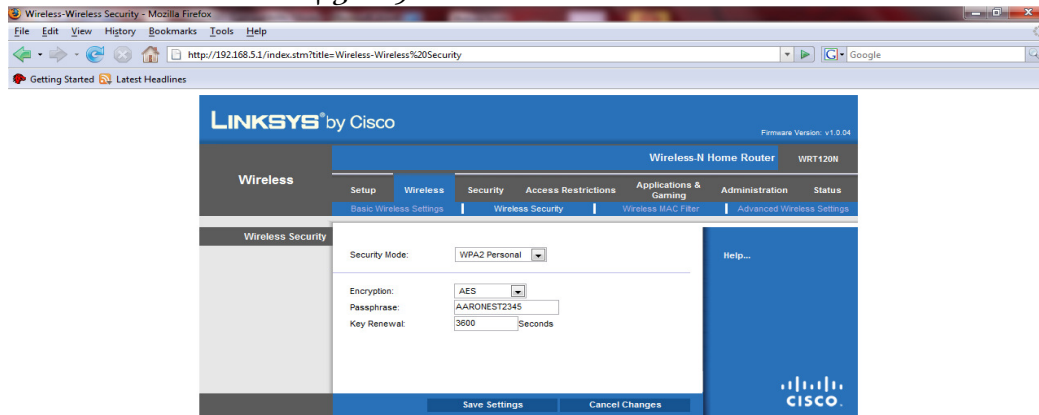 Wireless-Wireless Security - Mozilla Firefox
File Edit View History Bookmarks Tools Help
http://192.168.5.1/index.stm?title=Wireless-Wireless%20Security
G Google
Getting Started Latest Headlines
LINKSYS® by Cisco
Firmware Version: v1.0.04
Wireless-N Home Router WRT120N
Wireless
Setup Wireless Security Access Restrictions Applications & Gaming Administration Status
Basic Wireless Settings Wireless Security Wireless MAC Filter Advanced Wireless Settings
Wireless Security
Security Mode: WPA2 Personal
Help...
Encryption: AES
Passphrase: AARONEST2345
Key Renewal: 3600 Seconds
Save Settings Cancel Changes
CISCO.